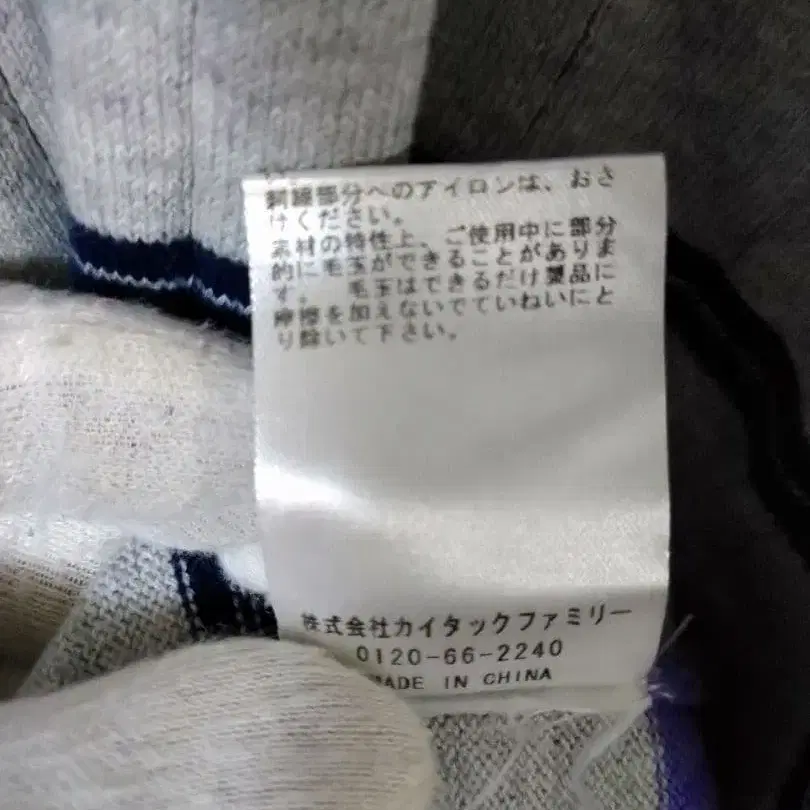 刺繍部分へのアイロンは、おさ
けください。
素材の特性上、ご使用中に部分
的に毛玉ができることがありま
す。 毛玉はできるだけ製品に
摩擦を加えないでていねいにと
り除いて下さい。
株式会社カイタックファミリー
0120-66-2240
MADE IN CHINA